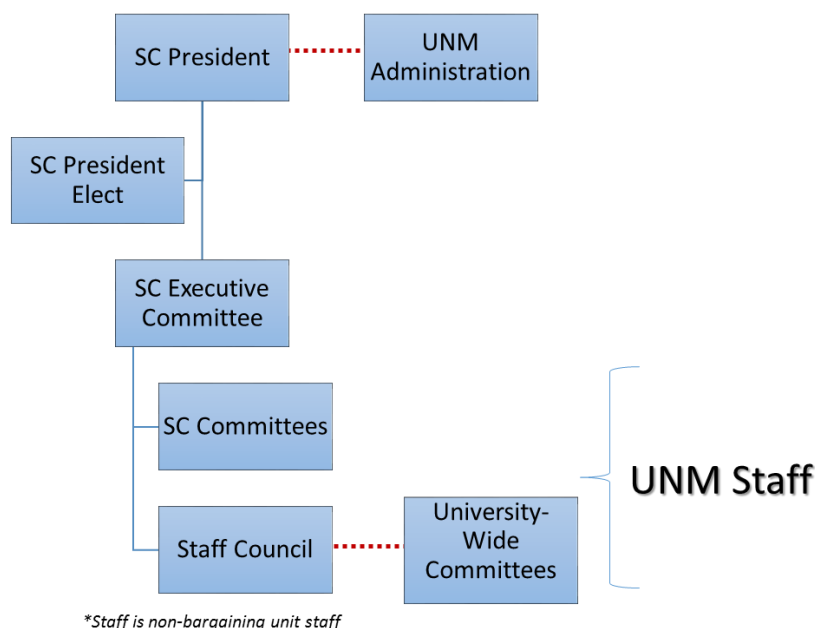 SC President
UNM
Administration
SC President
Elect
SC Executive
Committee
SC Committees
UNM Staff
Staff Council
University-
Wide
Committees
*Staff is non-bargaining unit staff